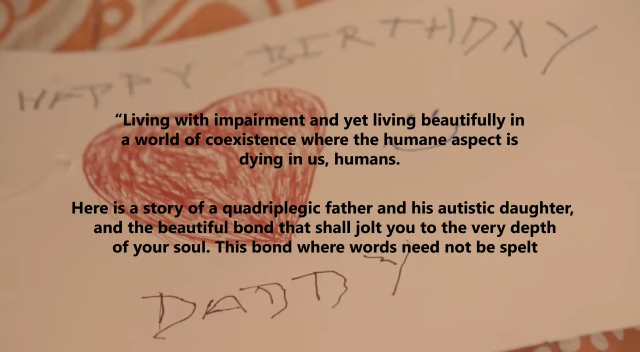 HAPPY BIRTHDAY
“Living with impairment and yet living beautifully in
a world of coexistence where the humane aspect is
dying in us, humans.
Here is a story of a quadriplegic father and his autistic daughter,
and the beautiful bond that shall jolt you to the very depth
of your soul. This bond where words need not be spelt
DADDY